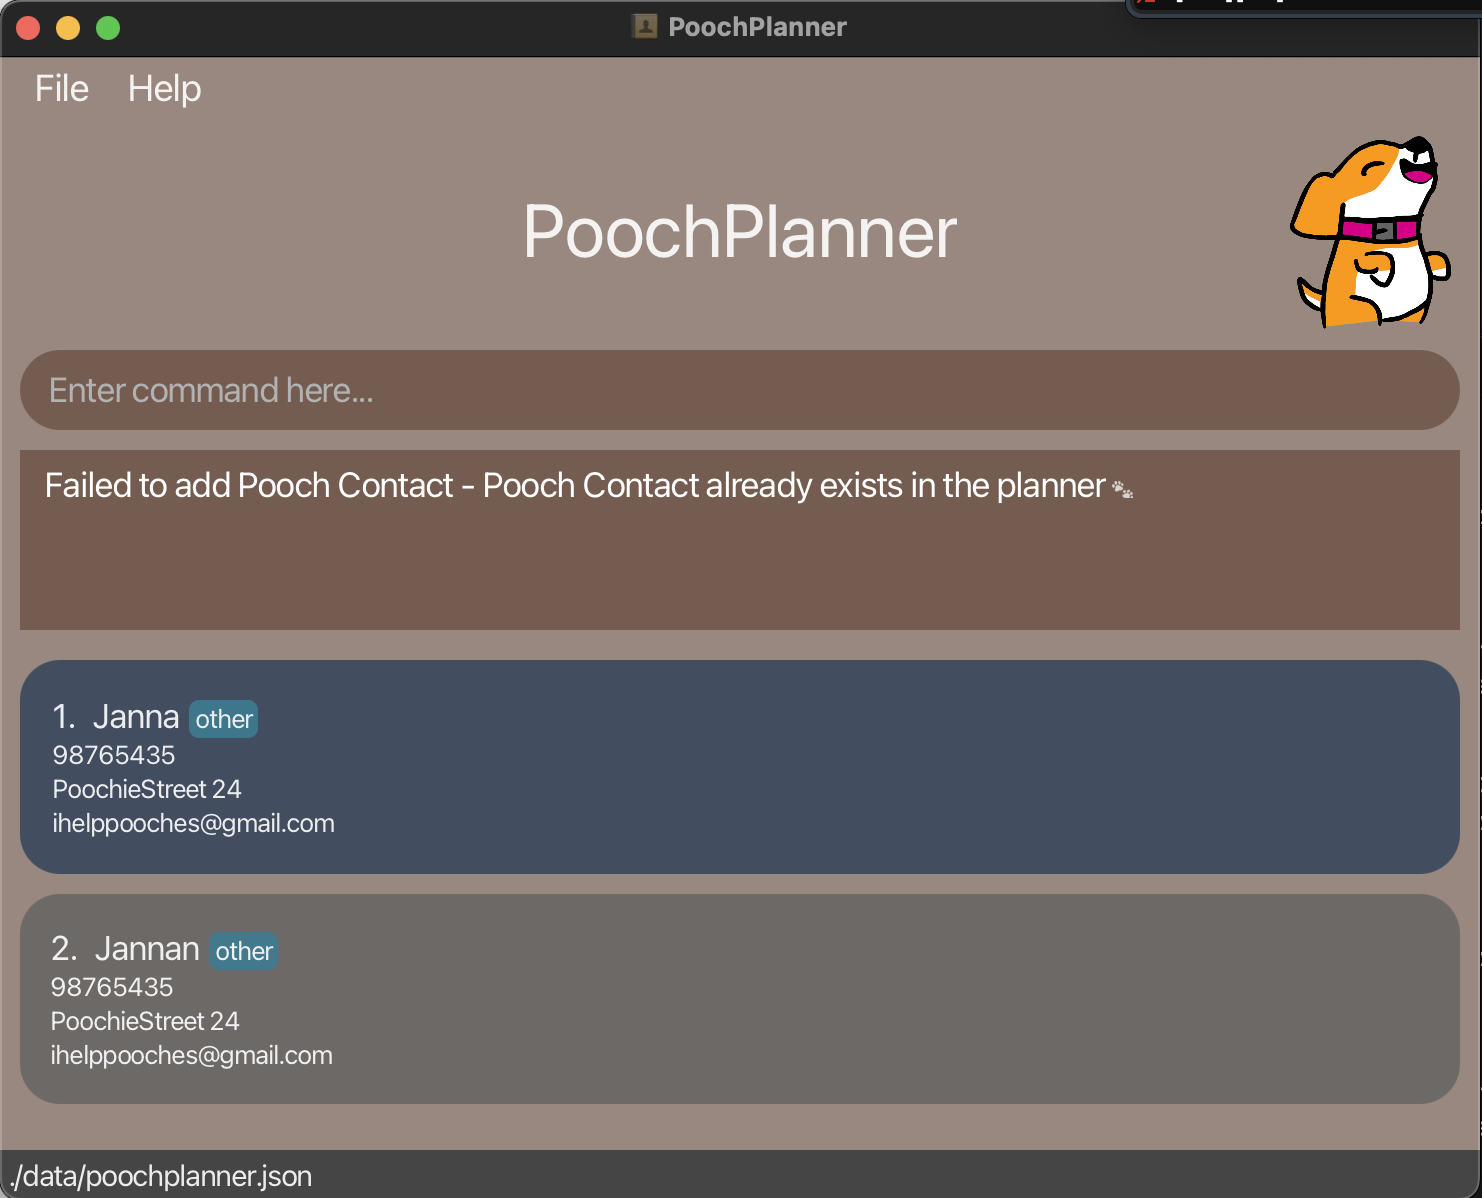 PoochPlanner
File Help
PoochPlanner
Enter command here...
Failed to add Pooch Contact - Pooch Contact already exists in the planner 🐾
1. Janna other
98765435
PoochieStreet 24
ihelppooches@gmail.com
2. Jannan other
98765435
PoochieStreet 24
ihelppooches@gmail.com
./data/poochplanner.json